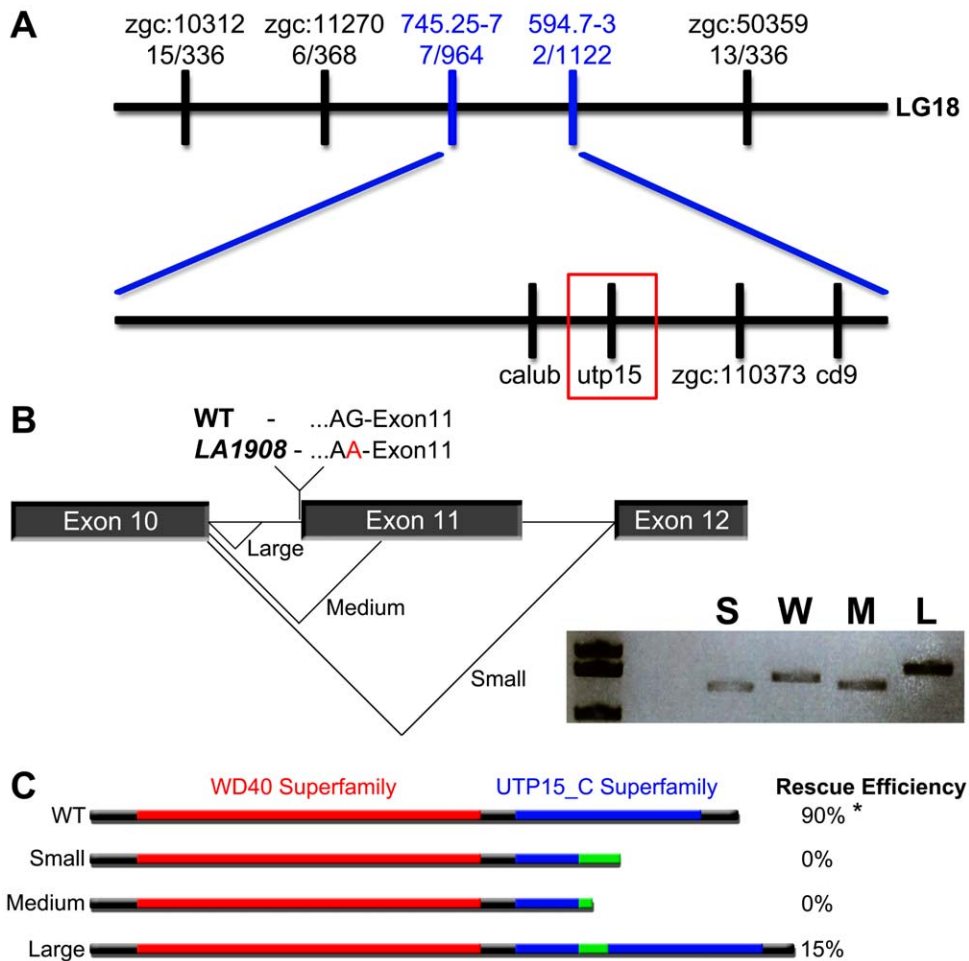 A
zgc:10312 zgc:11270 745.25-7 594.7-3 zgc:50359
15/336 6/368 7/964 2/1122 13/336
LG18
calub utp15 zgc:110373 cd9
B
WT - ...AG-Exon11
LA1908 - ...AA-Exon11
Exon 10 Exon 11 Exon 12
Large
Medium
Small
S W M L
C
WD40 Superfamily UTP15_C Superfamily Rescue Efficiency
WT 90% *
Small 0%
Medium 0%
Large 15%